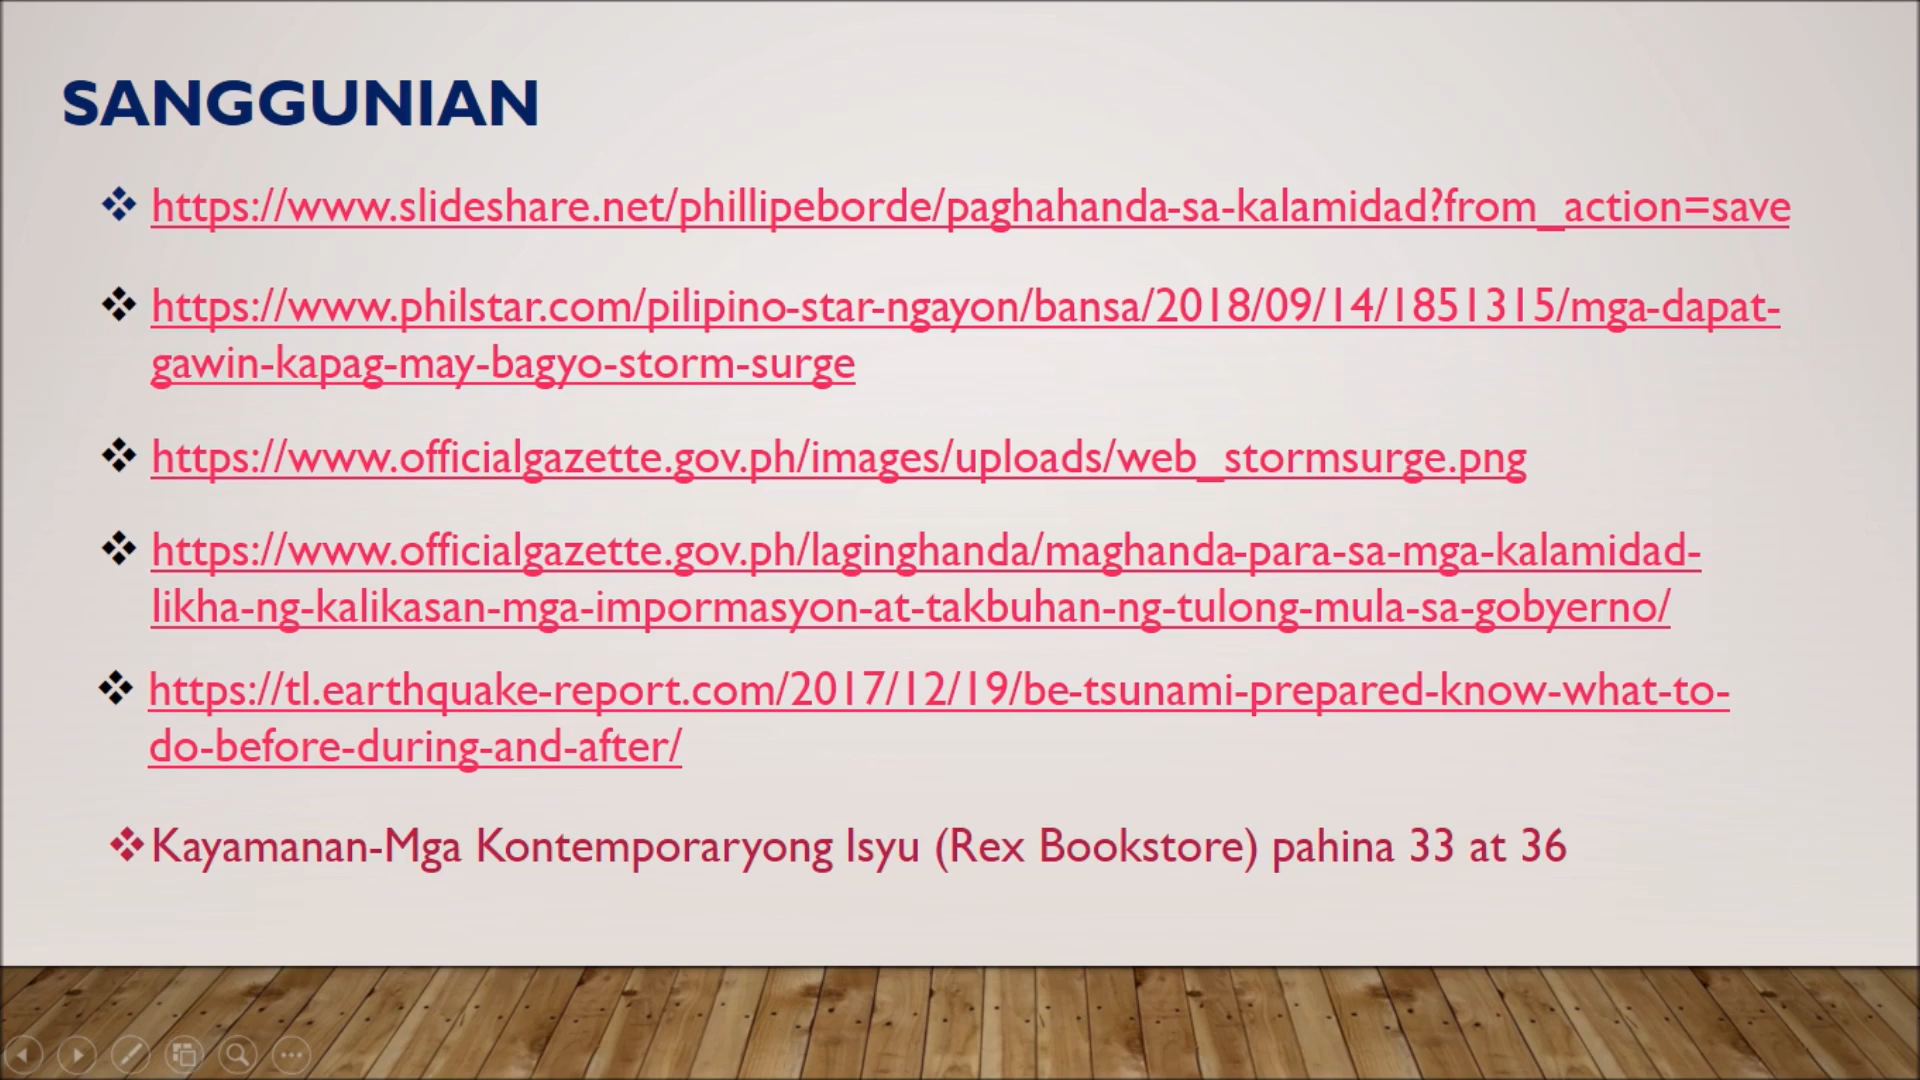 SANGGUNIAN
https://www.slideshare.net/phillipeborde/paghahanda-sa-kalamidad?from_action=save
https://www.philstar.com/pilipino-star-ngayon/bansa/2018/09/14/1851315/mga-dapat-
gawin-kapag-may-bagyo-storm-surge
https://www.officialgazette.gov.ph/images/uploads/web_stormsurge.png
https://www.officialgazette.gov.ph/laginghanda/maghanda-para-sa-mga-kalamidad-
likha-ng-kalikasan-mga-impormasyon-at-takbuhan-ng-tulong-mula-sa-gobyerno/
https://tl.earthquake-report.com/2017/12/19/be-tsunami-prepared-know-what-to-
do-before-during-and-after/
Kayamanan-Mga Kontemporaryong Isyu (Rex Bookstore) pahina 33 at 36